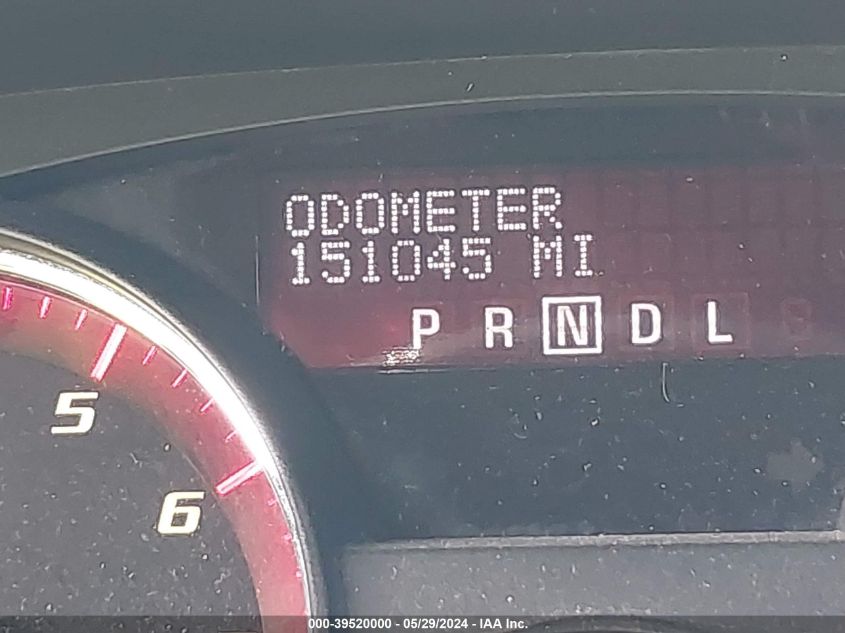 ODOMETER
151045 MI
P R N D L
5
6
000-39520000 - 05/29/2024 - IAA Inc.